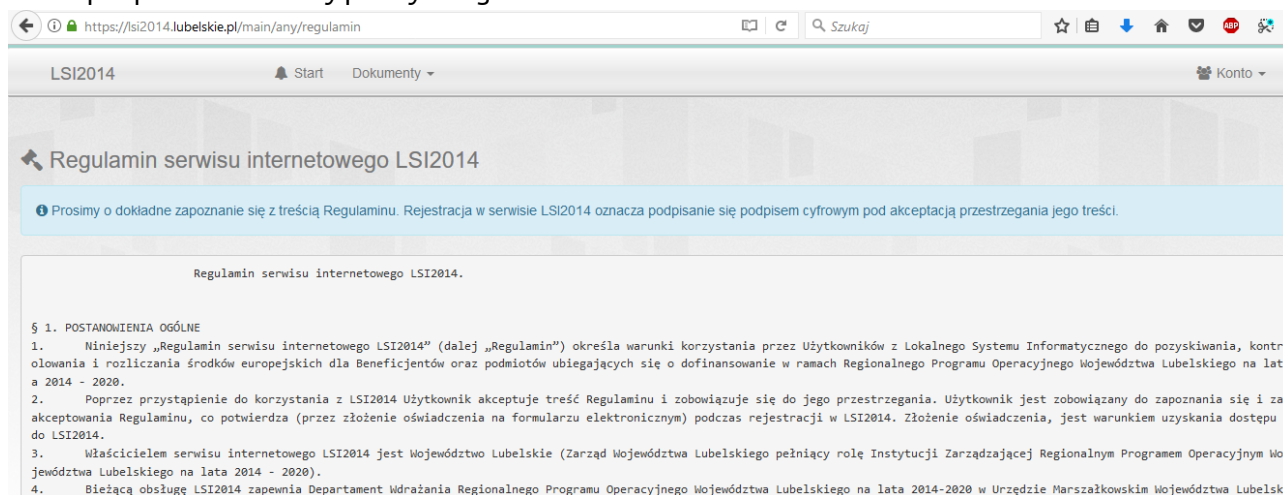 https://lsi2014.lubelskie.pl/main/any/regulamin Szukaj ABP
LSI2014 Start Dokumenty Konto
Regulamin serwisu internetowego LSI2014
Prosimy o dokładne zapoznanie się z treścią Regulaminu. Rejestracja w serwisie LSI2014 oznacza podpisanie się podpisem cyfrowym pod akceptacją przestrzegania jego treści.
Regulamin serwisu internetowego LSI2014.
§ 1. POSTANOWIENIA OGÓLNE
1. Niniejszy „Regulamin serwisu internetowego LSI2014” (dalej „Regulamin”) określa warunki korzystania przez Użytkowników z Lokalnego Systemu Informatycznego do pozyskiwania, kontr
olowania i rozliczania środków europejskich dla Beneficjentów oraz podmiotów ubiegających się o dofinansowanie w ramach Regionalnego Programu Operacyjnego Województwa Lubelskiego na lat
a 2014 - 2020.
2. Poprzez przystąpienie do korzystania z LSI2014 Użytkownik akceptuje treść Regulaminu i zobowiązuje się do jego przestrzegania. Użytkownik jest zobowiązany do zapoznania się i za
akceptowania Regulaminu, co potwierdza (przez złożenie oświadczenia na formularzu elektronicznym) podczas rejestracji w LSI2014. Złożenie oświadczenia, jest warunkiem uzyskania dostępu
do LSI2014.
3. Właścicielem serwisu internetowego LSI2014 jest Województwo Lubelskie (Zarząd Województwa Lubelskiego pełniący rolę Instytucji Zarządzającej Regionalnym Programem Operacyjnym Wo
jewództwa Lubelskiego na lata 2014 - 2020).
4. Bieżącą obsługę LSI2014 zapewnia Departament Wdrażania Regionalnego Programu Operacyjnego Województwa Lubelskiego na lata 2014-2020 w Urzędzie Marszałkowskim Województwa Lubelsk